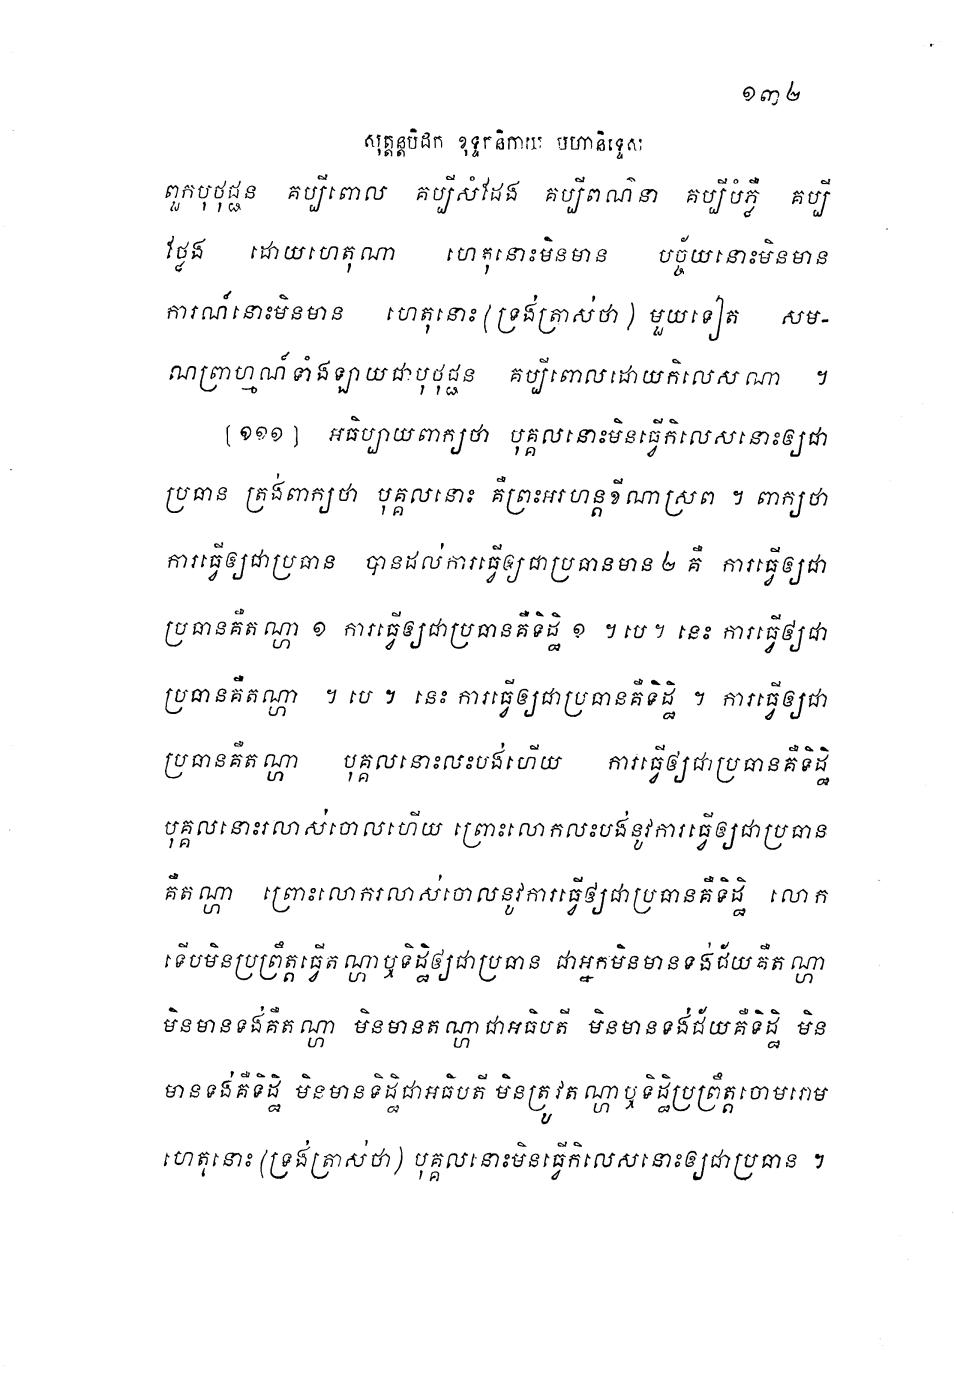 ១៣២
សុត្តន្តបិដក ខុទ្ទកនិកាយ មហានិទ្ទេស
ពួកបុថុជ្ជន គប្បីពោល គប្បីសំដែង គប្បីពណ៌នា គប្បីបំភ្លឺ គប្បី
ថ្លែង ដោយហេតុណា ហេតុនោះមិនមាន បច្ច័យនោះមិនមាន
ការណ៍នោះមិនមាន ហេតុនោះ (ទ្រង់ត្រាស់ថា) មួយទៀត សម-
ណព្រាហ្មណ៍ទាំងឡាយជាបុថុជ្ជន គប្បីពោលដោយកិលេសណា ។
[១១១] អធិប្បាយពាក្យថា បុគ្គលនោះមិនធ្វើកិលេសនោះឲ្យជា
ប្រធាន ត្រង់ពាក្យថា បុគ្គលនោះ គឺព្រះអរហន្តខីណាស្រព ។ ពាក្យថា
ការធ្វើឲ្យជាប្រធាន បានដល់ការធ្វើឲ្យជាប្រធានមាន ២ គឺ ការធ្វើឲ្យជា
ប្រធានគឺតណ្ហា ១ ការធ្វើឲ្យជាប្រធានគឺទិដ្ឋិ ១ ។ បេ ។ នេះ ការធ្វើឲ្យជា
ប្រធានគឺតណ្ហា ។ បេ ។ នេះ ការធ្វើឲ្យជាប្រធានគឺទិដ្ឋិ ។ ការធ្វើឲ្យជា
ប្រធានគឺតណ្ហា បុគ្គលនោះលះបង់ហើយ ការធ្វើឲ្យជាប្រធានគឺទិដ្ឋិ
បុគ្គលនោះរលាស់ចោលហើយ ព្រោះលោកលះបង់នូវការធ្វើឲ្យជាប្រធាន
គឺតណ្ហា ព្រោះលោករលាស់ចោលនូវការធ្វើឲ្យជាប្រធានគឺទិដ្ឋិ លោក
ទើបមិនប្រព្រឹត្តធ្វើតណ្ហាឬទិដ្ឋិឲ្យជាប្រធាន ជាអ្នកមិនមានទង់ជ័យគឺតណ្ហា
មិនមានទង់គឺតណ្ហា មិនមានតណ្ហាជាអធិបតី មិនមានទង់ជ័យគឺទិដ្ឋិ មិន
មានទង់គឺទិដ្ឋិ មិនមានទិដ្ឋិជាអធិបតី មិនត្រូវតណ្ហាឬទិដ្ឋិប្រព្រឹត្តចោមរោម
ហេតុនោះ (ទ្រង់ត្រាស់ថា) បុគ្គលនោះមិនធ្វើកិលេសនោះឲ្យជាប្រធាន ។